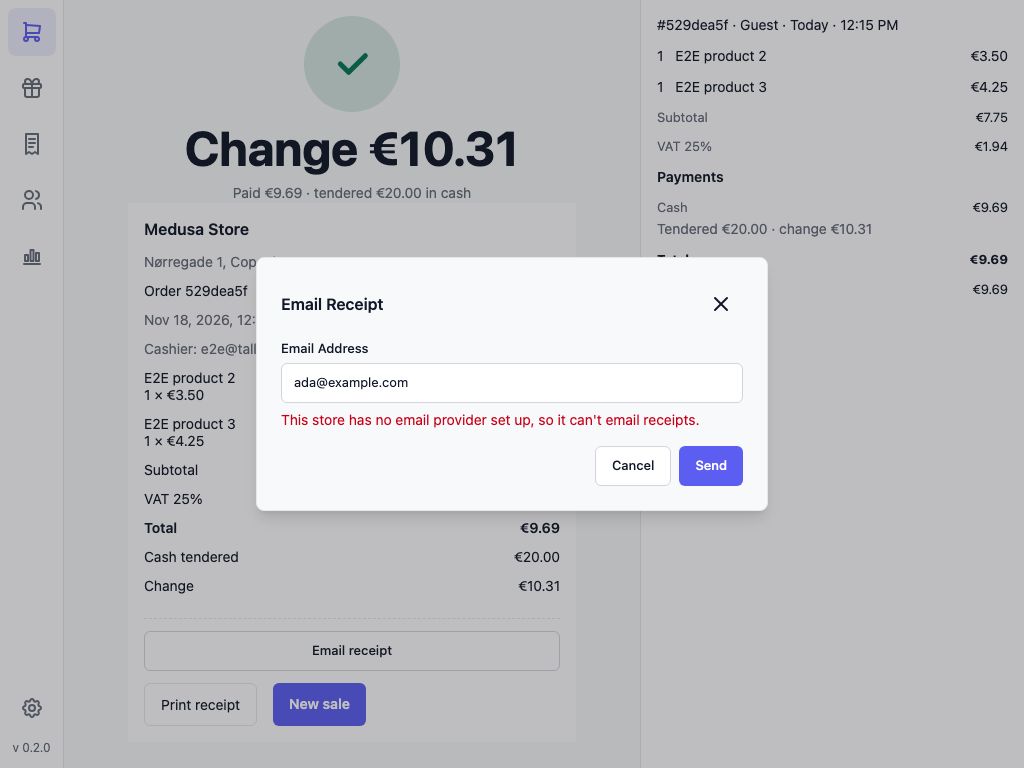 Change €10.31
Paid €9.69 · tendered €20.00 in cash
Medusa Store
Nørregade 1, Cop
Order 529dea5f
Nov 18, 2026, 12:
Cashier: e2e@tall
E2E product 2
1 × €3.50
E2E product 3
1 × €4.25
Subtotal
VAT 25%
Total €9.69
Cash tendered €20.00
Change €10.31
Email receipt
Print receipt
New sale
v 0.2.0
#529dea5f · Guest · Today · 12:15 PM
1 E2E product 2 €3.50
1 E2E product 3 €4.25
Subtotal €7.75
VAT 25% €1.94
Payments
Cash €9.69
Tendered €20.00 · change €10.31
€9.69
€9.69
Email Receipt
Email Address
ada@example.com
This store has no email provider set up, so it can't email receipts.
Cancel
Send